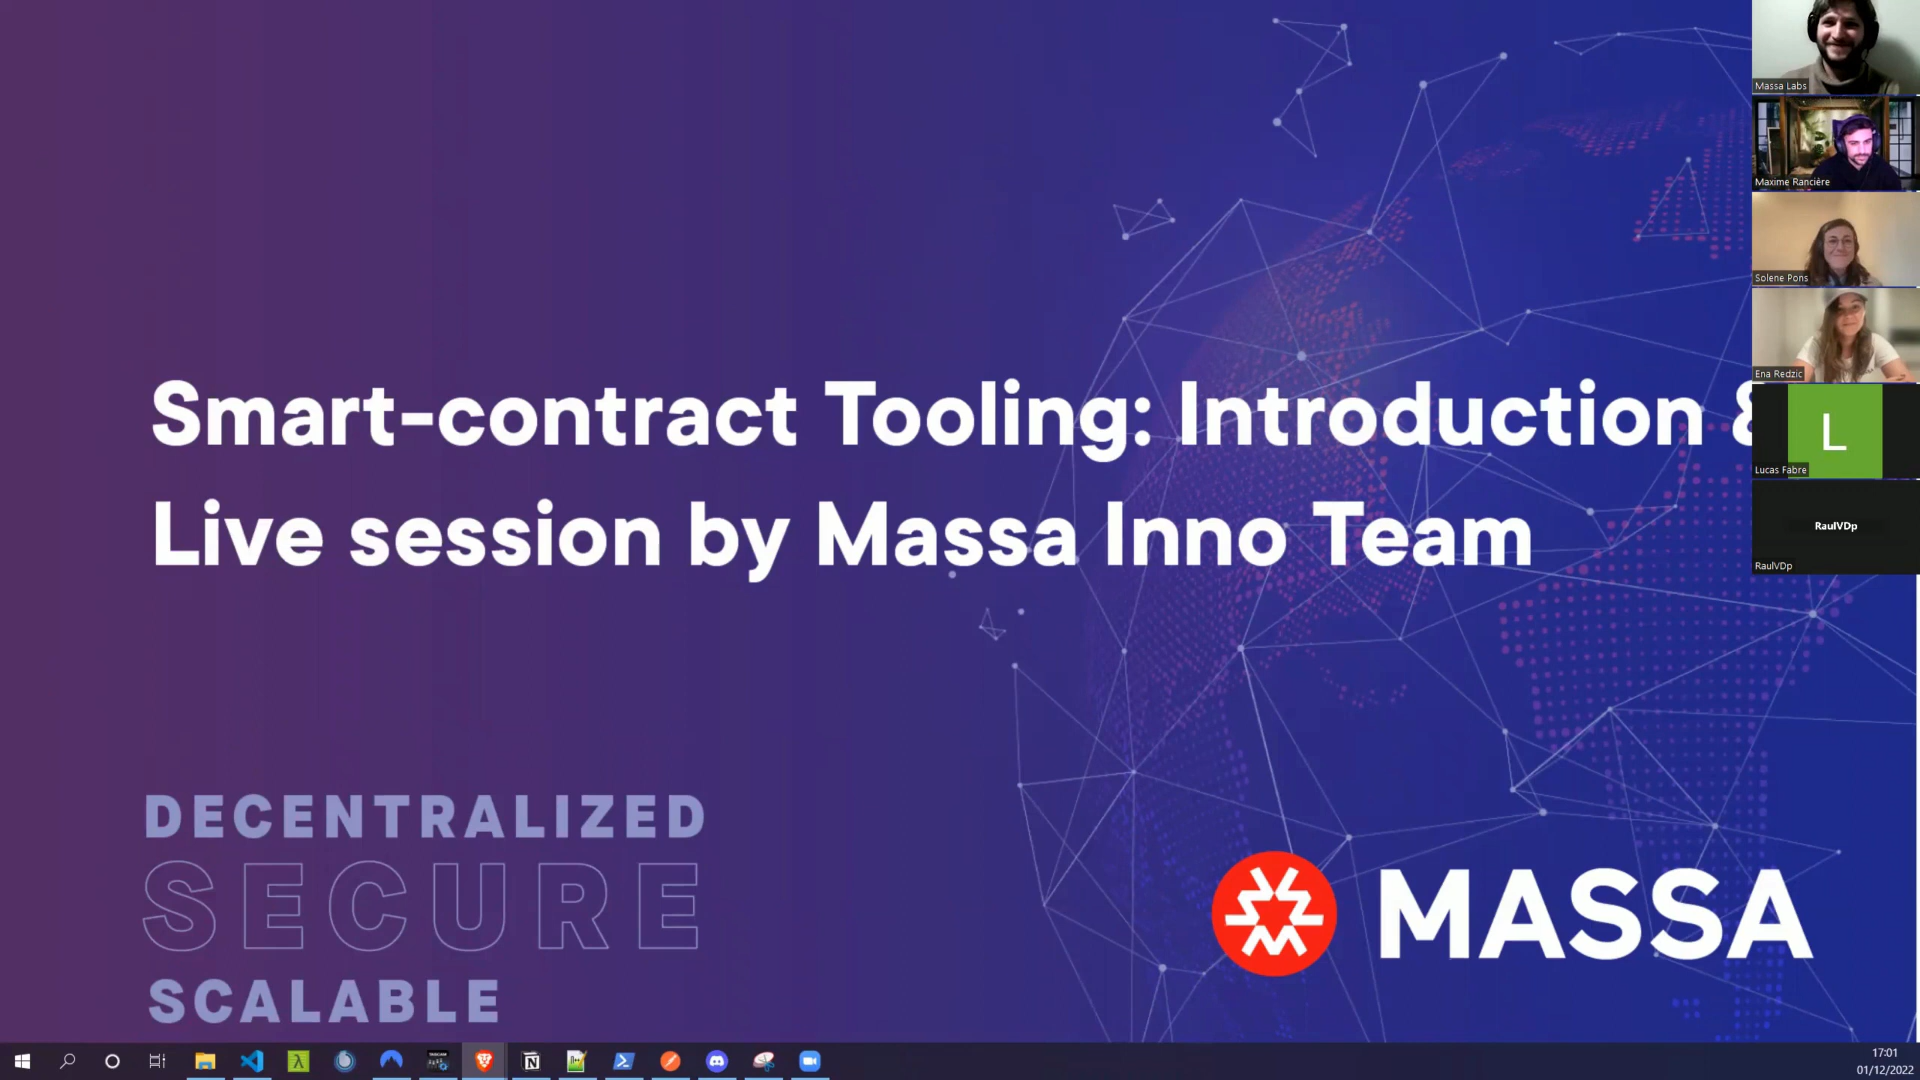 Smart-contract Tooling: Introduction &
Live session by Massa Inno Team
DECENTRALIZED
SECURE
SCALABLE
MASSA
Massa Labs
Maxime Rancière
Solene Pons
Ena Redzic
L
Lucas Fabre
RaulVDp
RaulVDp
17:01
01/12/2022